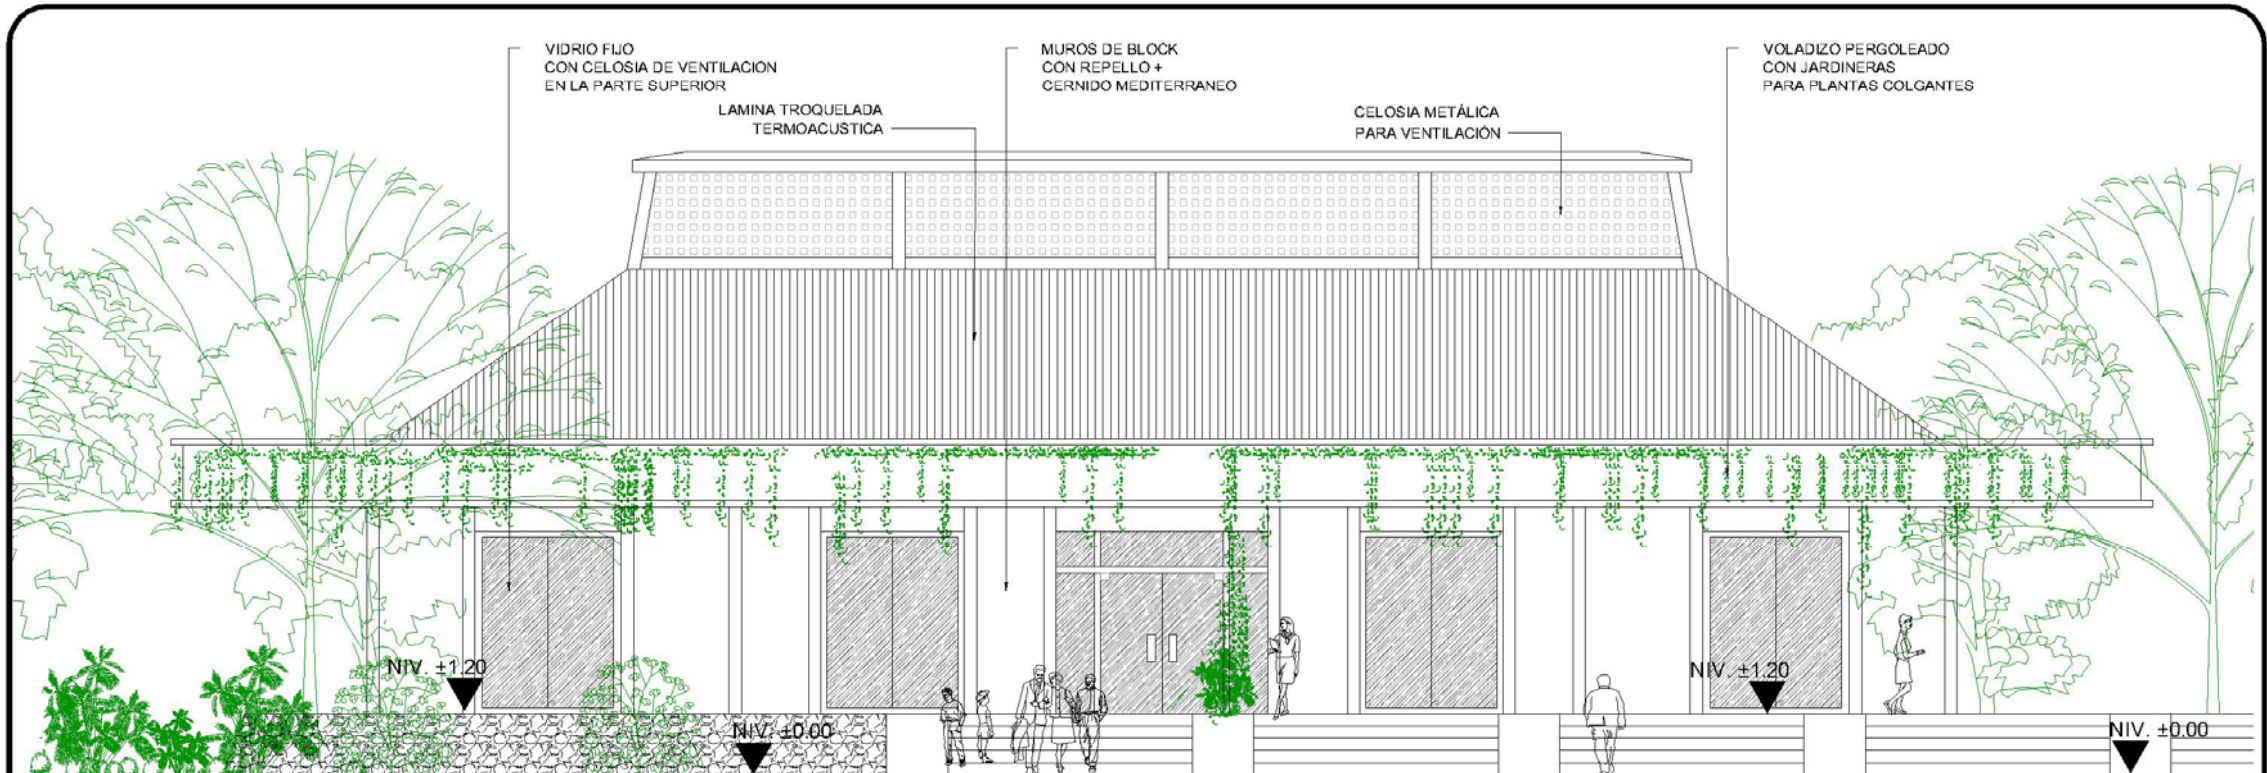 VIDRIO FIJO
CON CELOSIA DE VENTILACION
EN LA PARTE SUPERIOR
LAMINA TROQUELADA
TERMOACUSTICA
MUROS DE BLOCK
CON REPELLO +
CERNIDO MEDITERRANEO
CELOSIA METÁLICA
PARA VENTILACIÓN
VOLADIZO PERGOLEADO
CON JARDINERAS
PARA PLANTAS COLGANTES
NIV. ±1.20
NIV. ±0.00
NIV. ±1.20
NIV. ±0.00